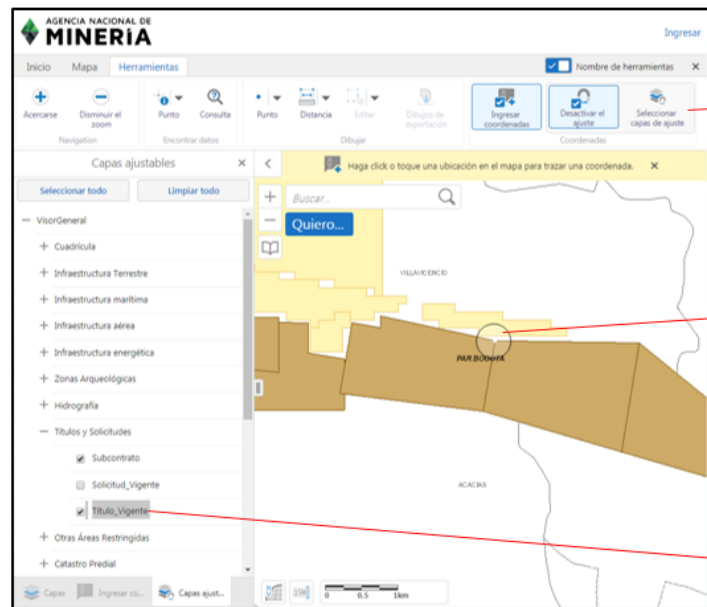 AGENCIA NACIONAL DE
MINERÍA
Ingresar
Inicio Mapa Herramientas Nombre de herramientas
Acercarse Disminuir el zoom Punto Consulta Punto Distancia Editar Dibujos de exportación Ingresar coordenadas Desactivar el ajuste Seleccionar capas de ajuste
Navigation Encontrar datos Dibujar Coordenadas
Capas ajustables
Haga click o toque una ubicación en el mapa para trazar una coordenada.
Seleccionar todo Limpiar todo
Buscar...
Quiero...
VisorGeneral
Cuadrícula
Infraestructura Terrestre
Infraestructura marítima
Infraestructura aérea
Infraestructura energética
Zonas Arqueológicas
Hidrografía
Títulos y Solicitudes
Subcontrato
Solicitud_Vigente
Título_Vigente
Otras Áreas Restringidas
Catastro Predial
VILLAVICENCIO
PAR BOGOTA
ACACIAS
Capas Ingresar co... Capas ajust...
0 0.5 1km